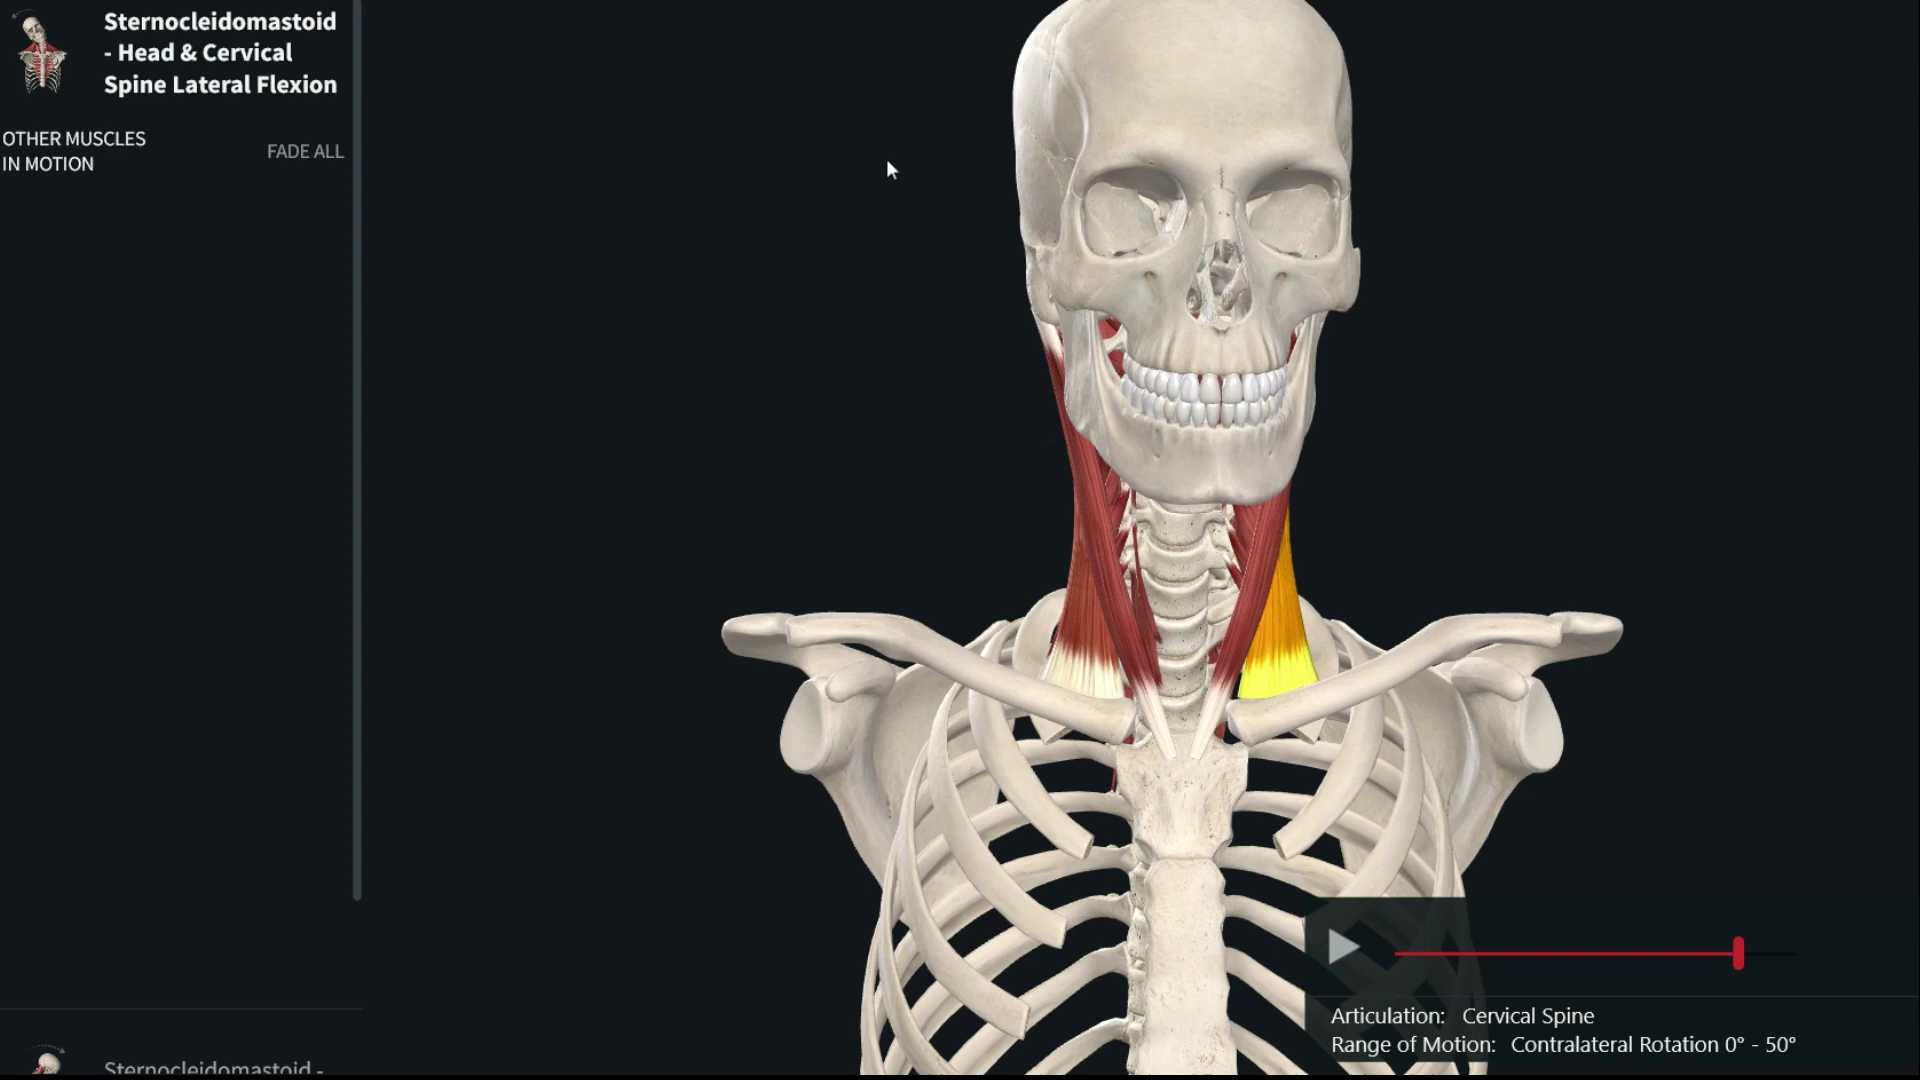 Sternocleidomastoid
- Head & Cervical
Spine Lateral Flexion
OTHER MUSCLES
IN MOTION
FADE ALL
Sternocleidomastoid -
Articulation: Cervical Spine
Range of Motion: Contralateral Rotation 0° - 50°